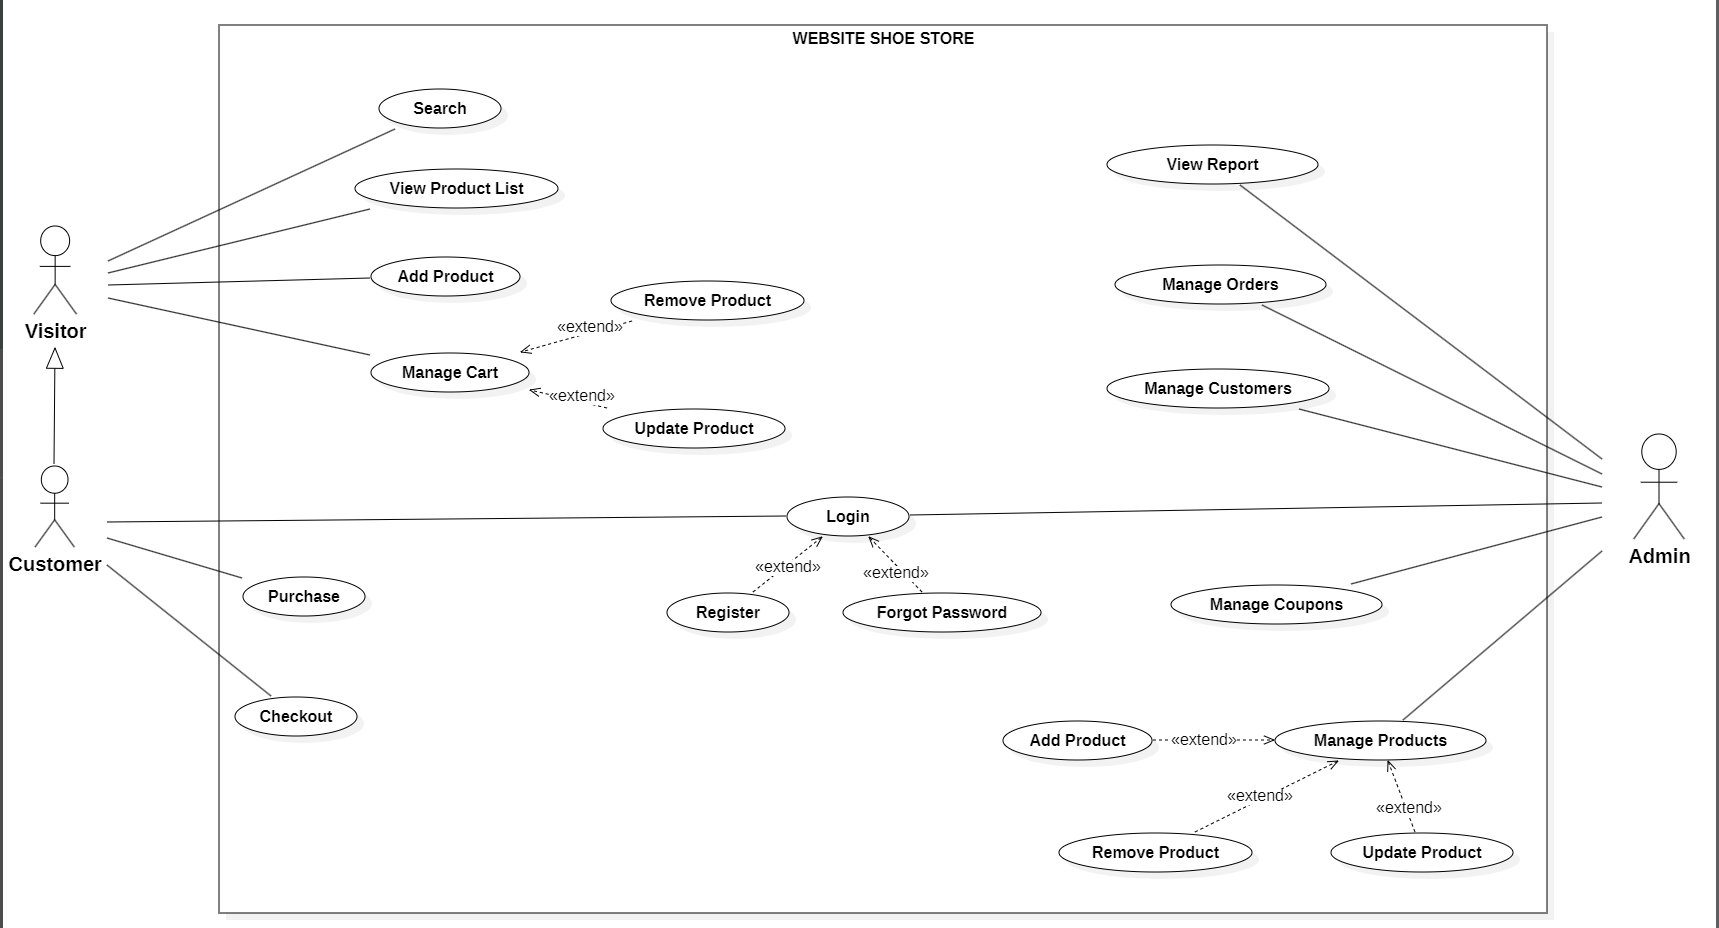 WEBSITE SHOE STORE
Search
View Product List
View Report
Add Product
Remove Product
Manage Orders
«extend»
Visitor
Manage Cart
Manage Customers
«extend»
Update Product
Login
Customer
Admin
«extend»
«extend»
Purchase
Register
Forgot Password
Manage Coupons
Checkout
Add Product
«extend»
Manage Products
«extend»
«extend»
Remove Product
Update Product